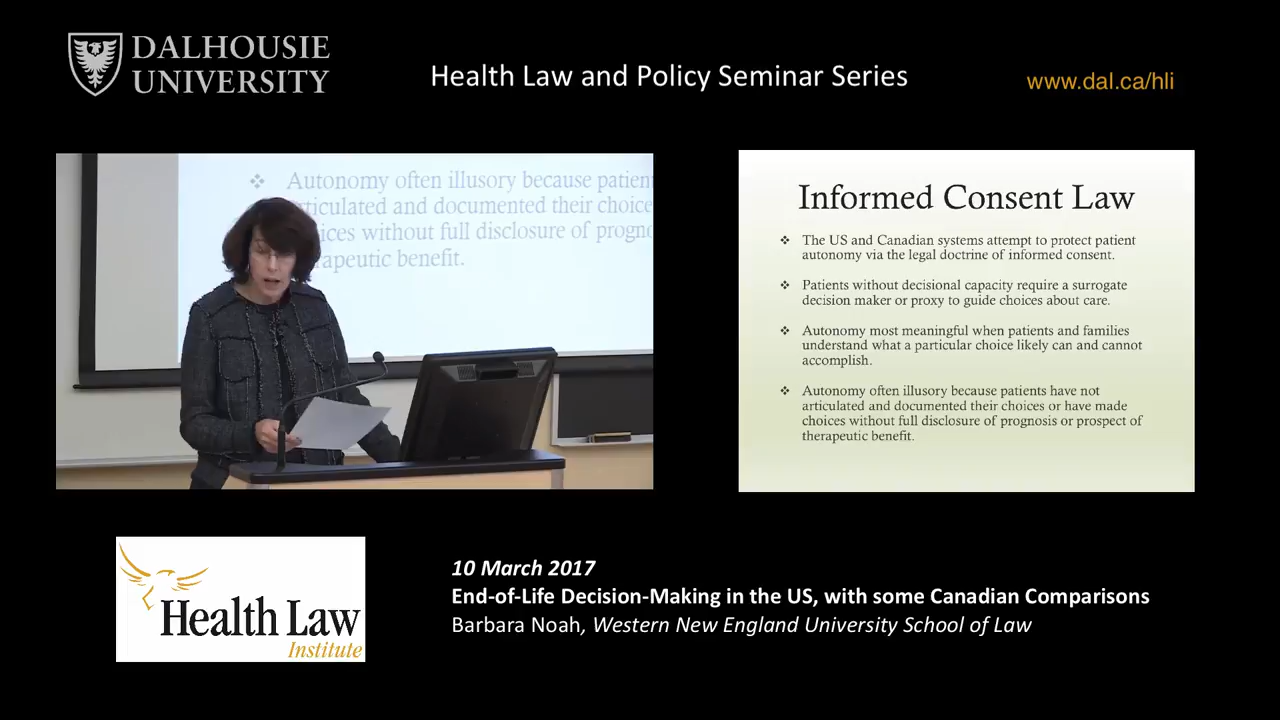 DALHOUSIE
UNIVERSITY
Health Law and Policy Seminar Series
www.dal.ca/hli
Autonomy often illusory because patien
articulated and documented their choice
ices without full disclosure of progno
rapeutic benefit.
Informed Consent Law
❖ The US and Canadian systems attempt to protect patient
autonomy via the legal doctrine of informed consent.
❖ Patients without decisional capacity require a surrogate
decision maker or proxy to guide choices about care.
❖ Autonomy most meaningful when patients and families
understand what a particular choice likely can and cannot
accomplish.
❖ Autonomy often illusory because patients have not
articulated and documented their choices or have made
choices without full disclosure of prognosis or prospect of
therapeutic benefit.
Health Law
Institute
10 March 2017
End-of-Life Decision-Making in the US, with some Canadian Comparisons
Barbara Noah, Western New England University School of Law